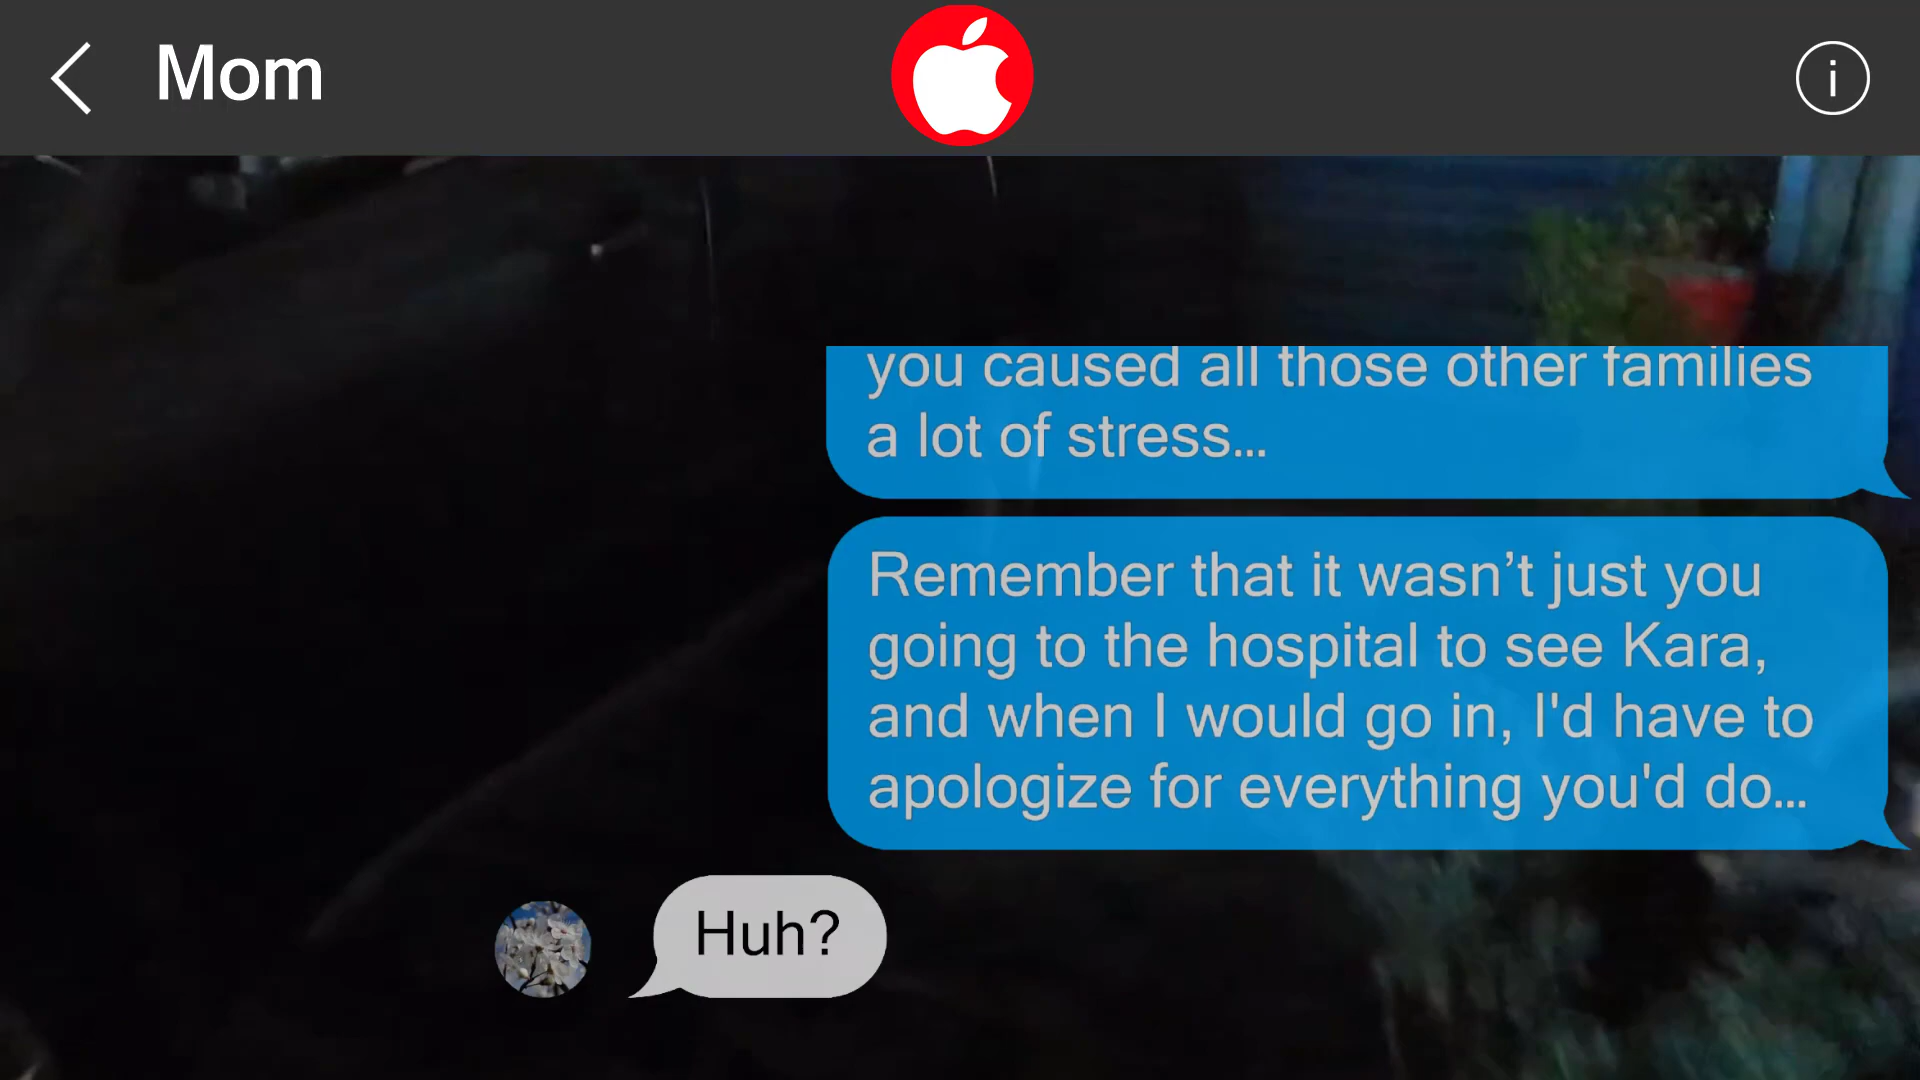 Mom
i
you caused all those other families
a lot of stress...
Remember that it wasn’t just you
going to the hospital to see Kara,
and when I would go in, I'd have to
apologize for everything you'd do...
Huh?